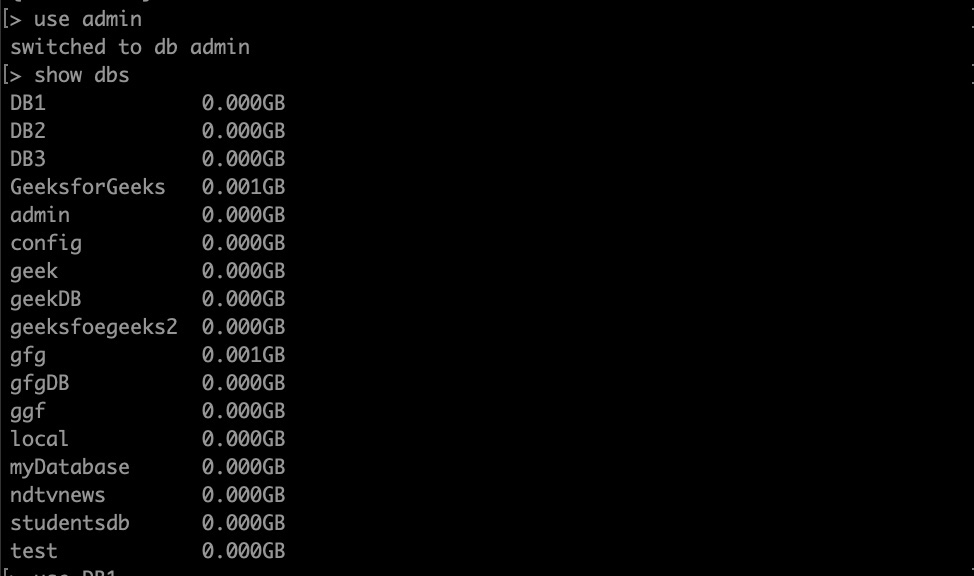 [> use admin
switched to db admin
[> show dbs
DB1             0.000GB
DB2             0.000GB
DB3             0.000GB
GeeksforGeeks   0.001GB
admin           0.000GB
config          0.000GB
geek            0.000GB
geekDB          0.000GB
geeksfoegeeks2  0.000GB
gfg             0.001GB
gfgDB           0.000GB
ggf             0.000GB
local           0.000GB
myDatabase      0.000GB
ndtvnews        0.000GB
studentsdb      0.000GB
test            0.000GB
[> use DB1